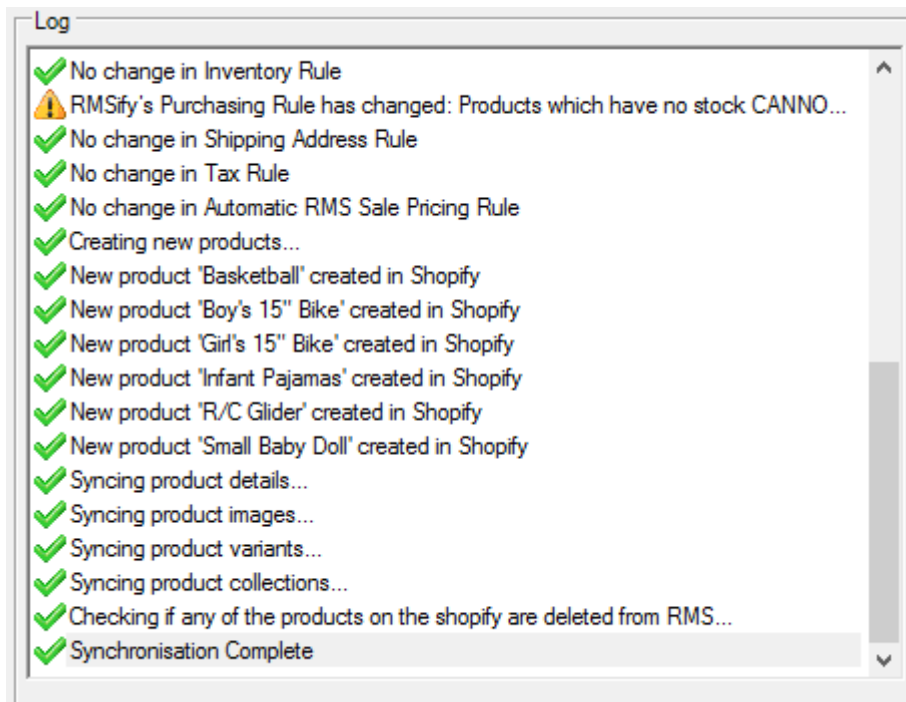 Log
No change in Inventory Rule
RMSify's Purchasing Rule has changed: Products which have no stock CANNO...
No change in Shipping Address Rule
No change in Tax Rule
No change in Automatic RMS Sale Pricing Rule
Creating new products...
New product 'Basketball' created in Shopify
New product 'Boy's 15" Bike' created in Shopify
New product 'Girl's 15" Bike' created in Shopify
New product 'Infant Pajamas' created in Shopify
New product 'R/C Glider' created in Shopify
New product 'Small Baby Doll' created in Shopify
Syncing product details...
Syncing product images...
Syncing product variants...
Syncing product collections...
Checking if any of the products on the shopify are deleted from RMS...
Synchronisation Complete